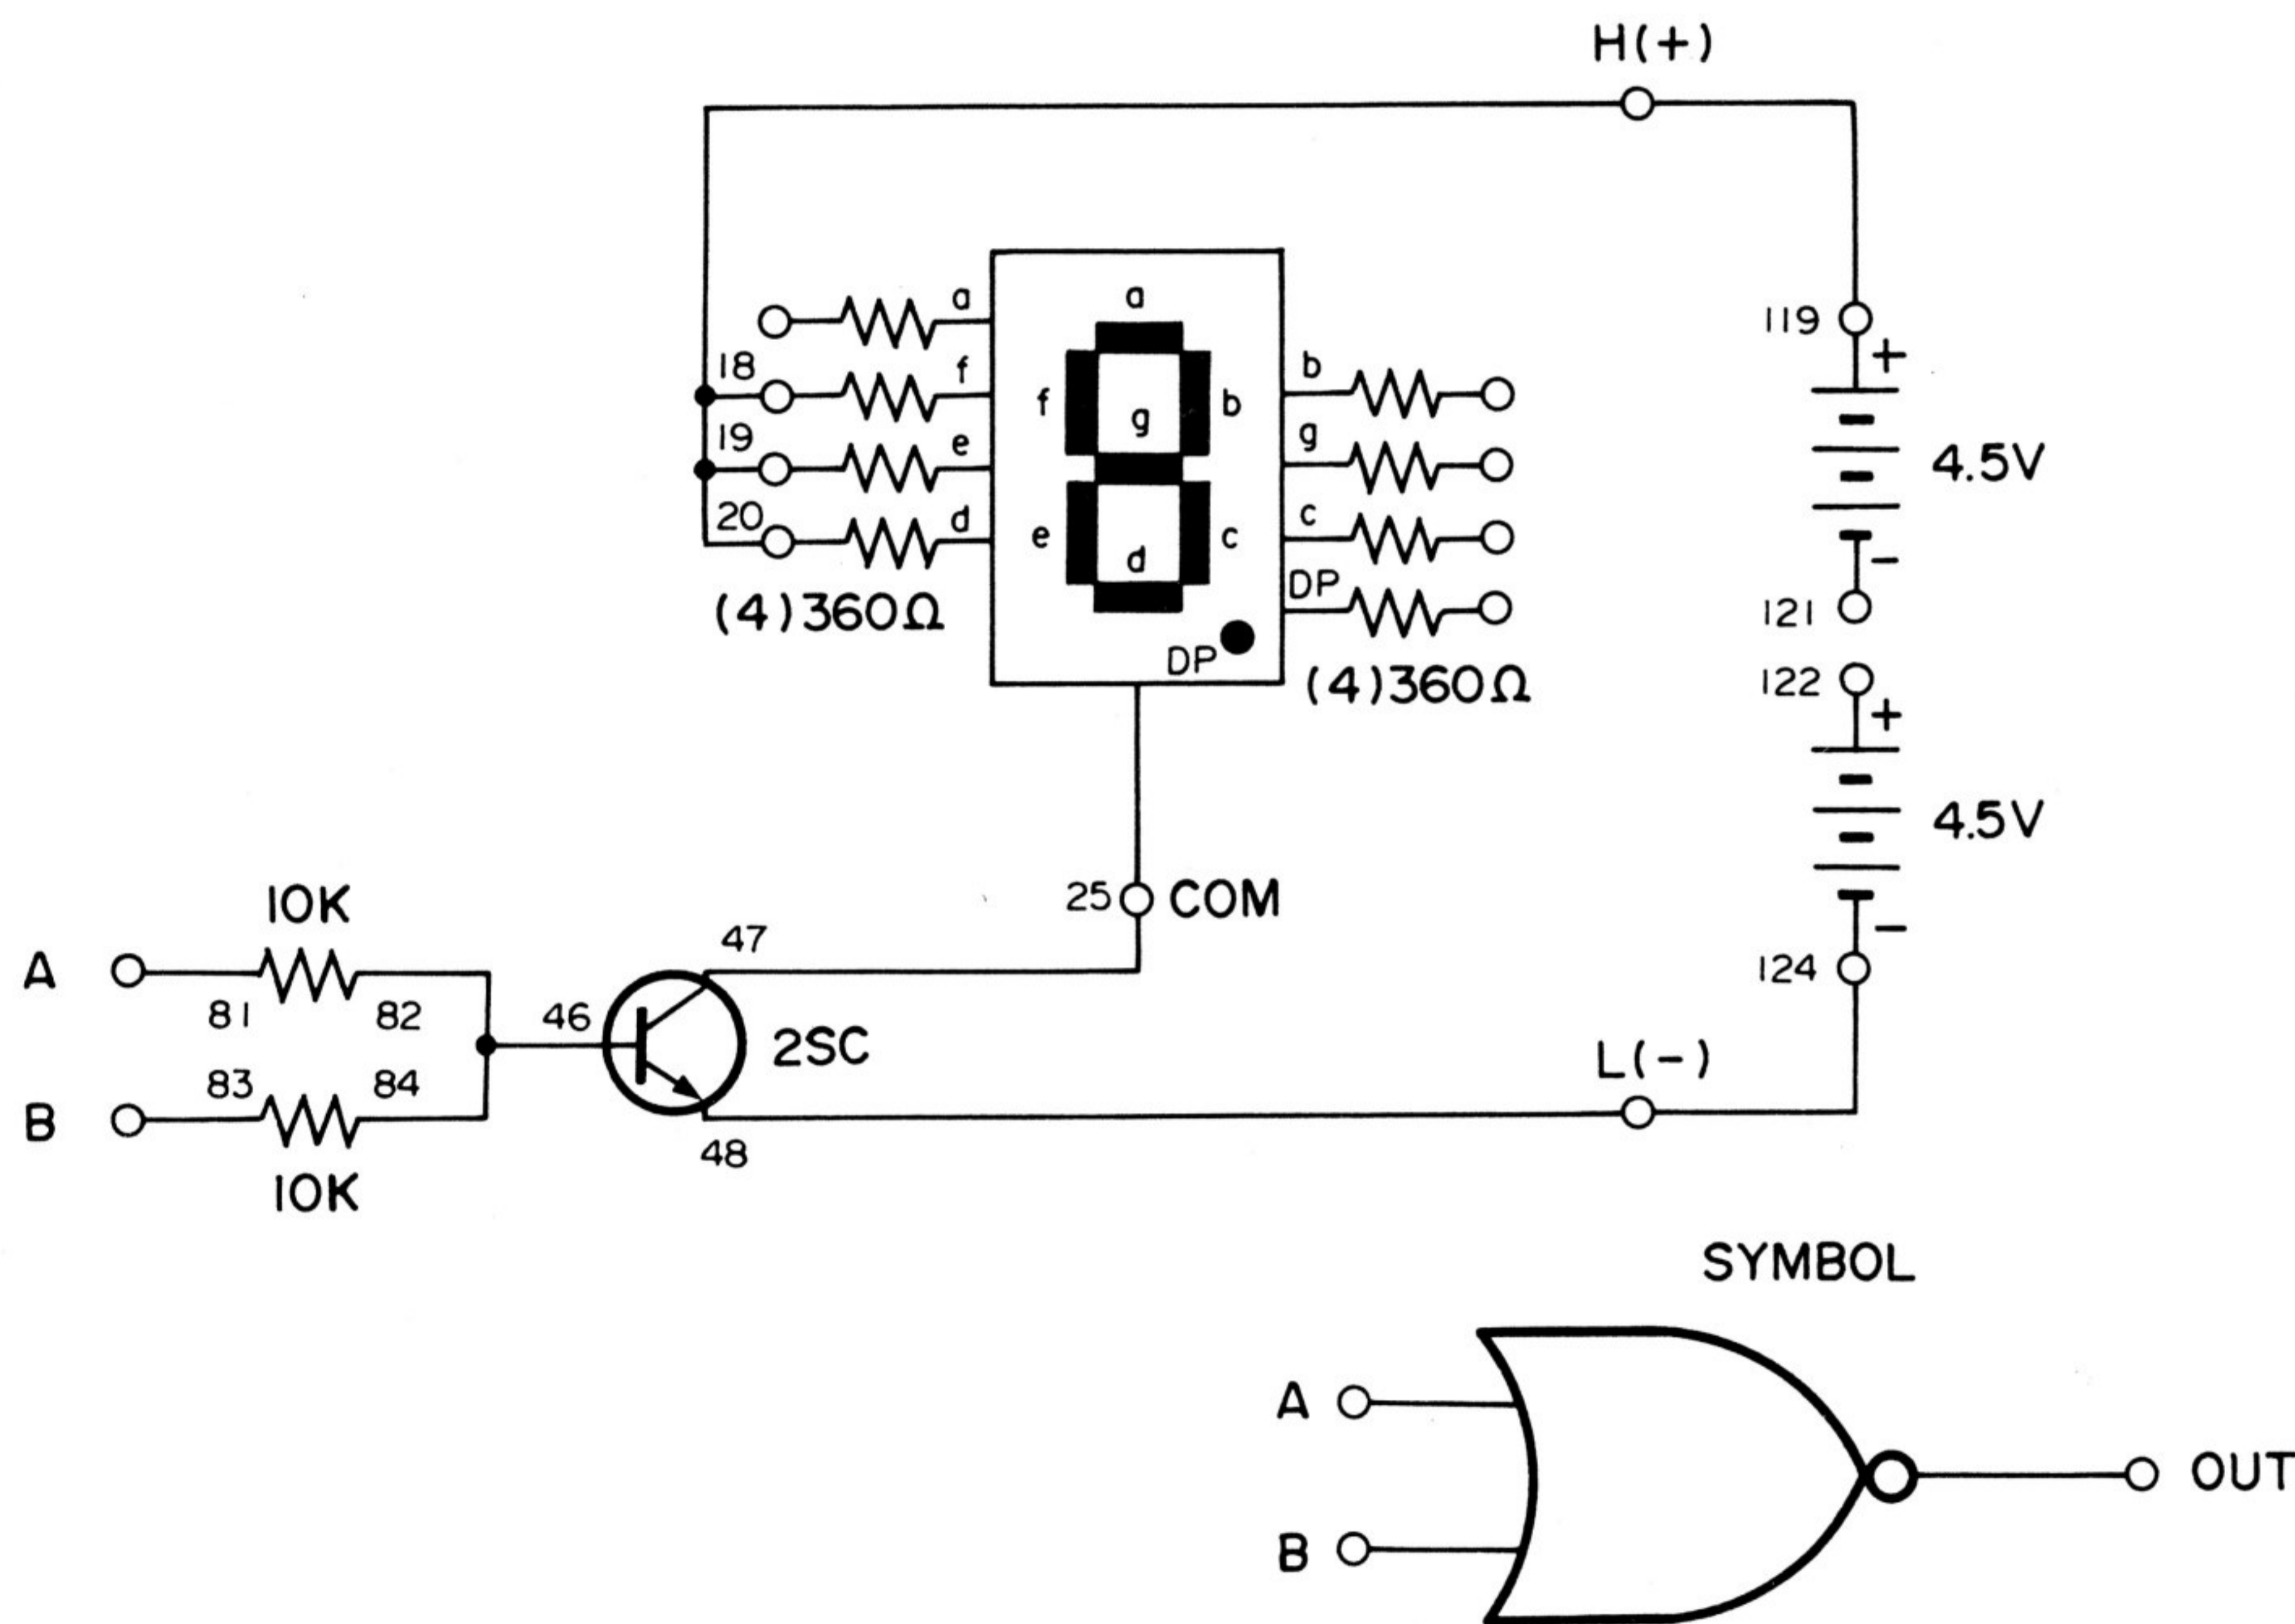 H(+)
a
a
18
f
f
b
b
g
119
+
19
e
g
4.5V
20
d
e
c
c
d
-
(4)360Ω
DP
121
DP
(4)360Ω
122
+
4.5V
10K
25
COM
-
47
124
A
81
82
46
2SC
L(-)
83
84
B
48
10K
SYMBOL
A
OUT
B